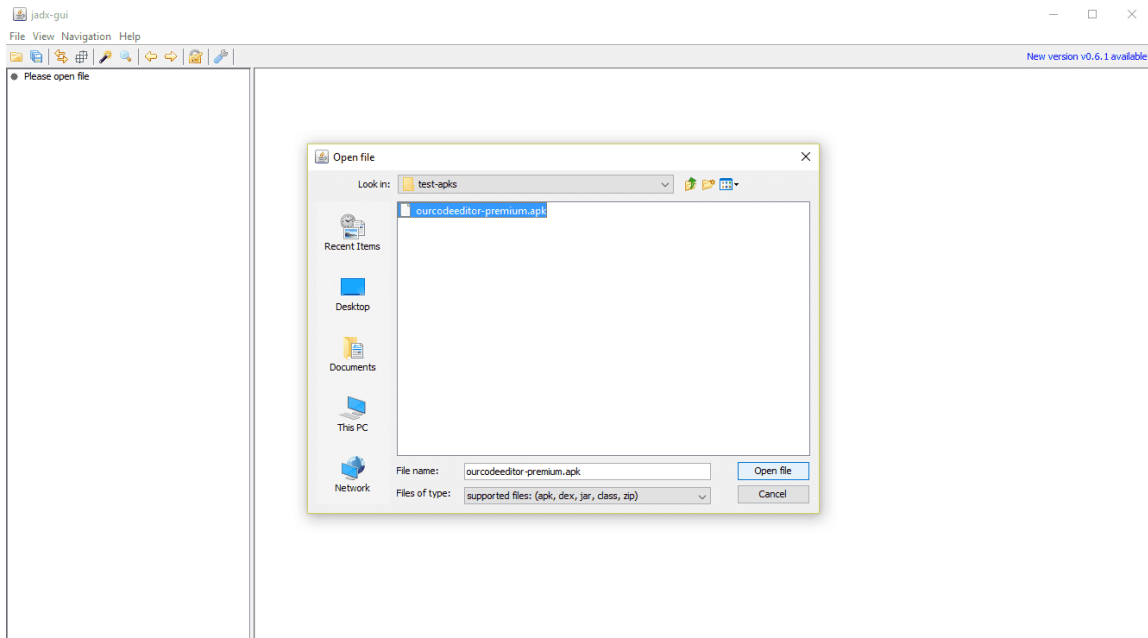 jadx-gui
File View Navigation Help
New version v0.6.1 available
Please open file
Open file
Look in: test-apks
ourcodeeditor-premium.apk
Recent Items
Desktop
Documents
This PC
Network
File name: ourcodeeditor-premium.apk Open file
Files of type: supported files: (apk, dex, jar, class, zip) Cancel